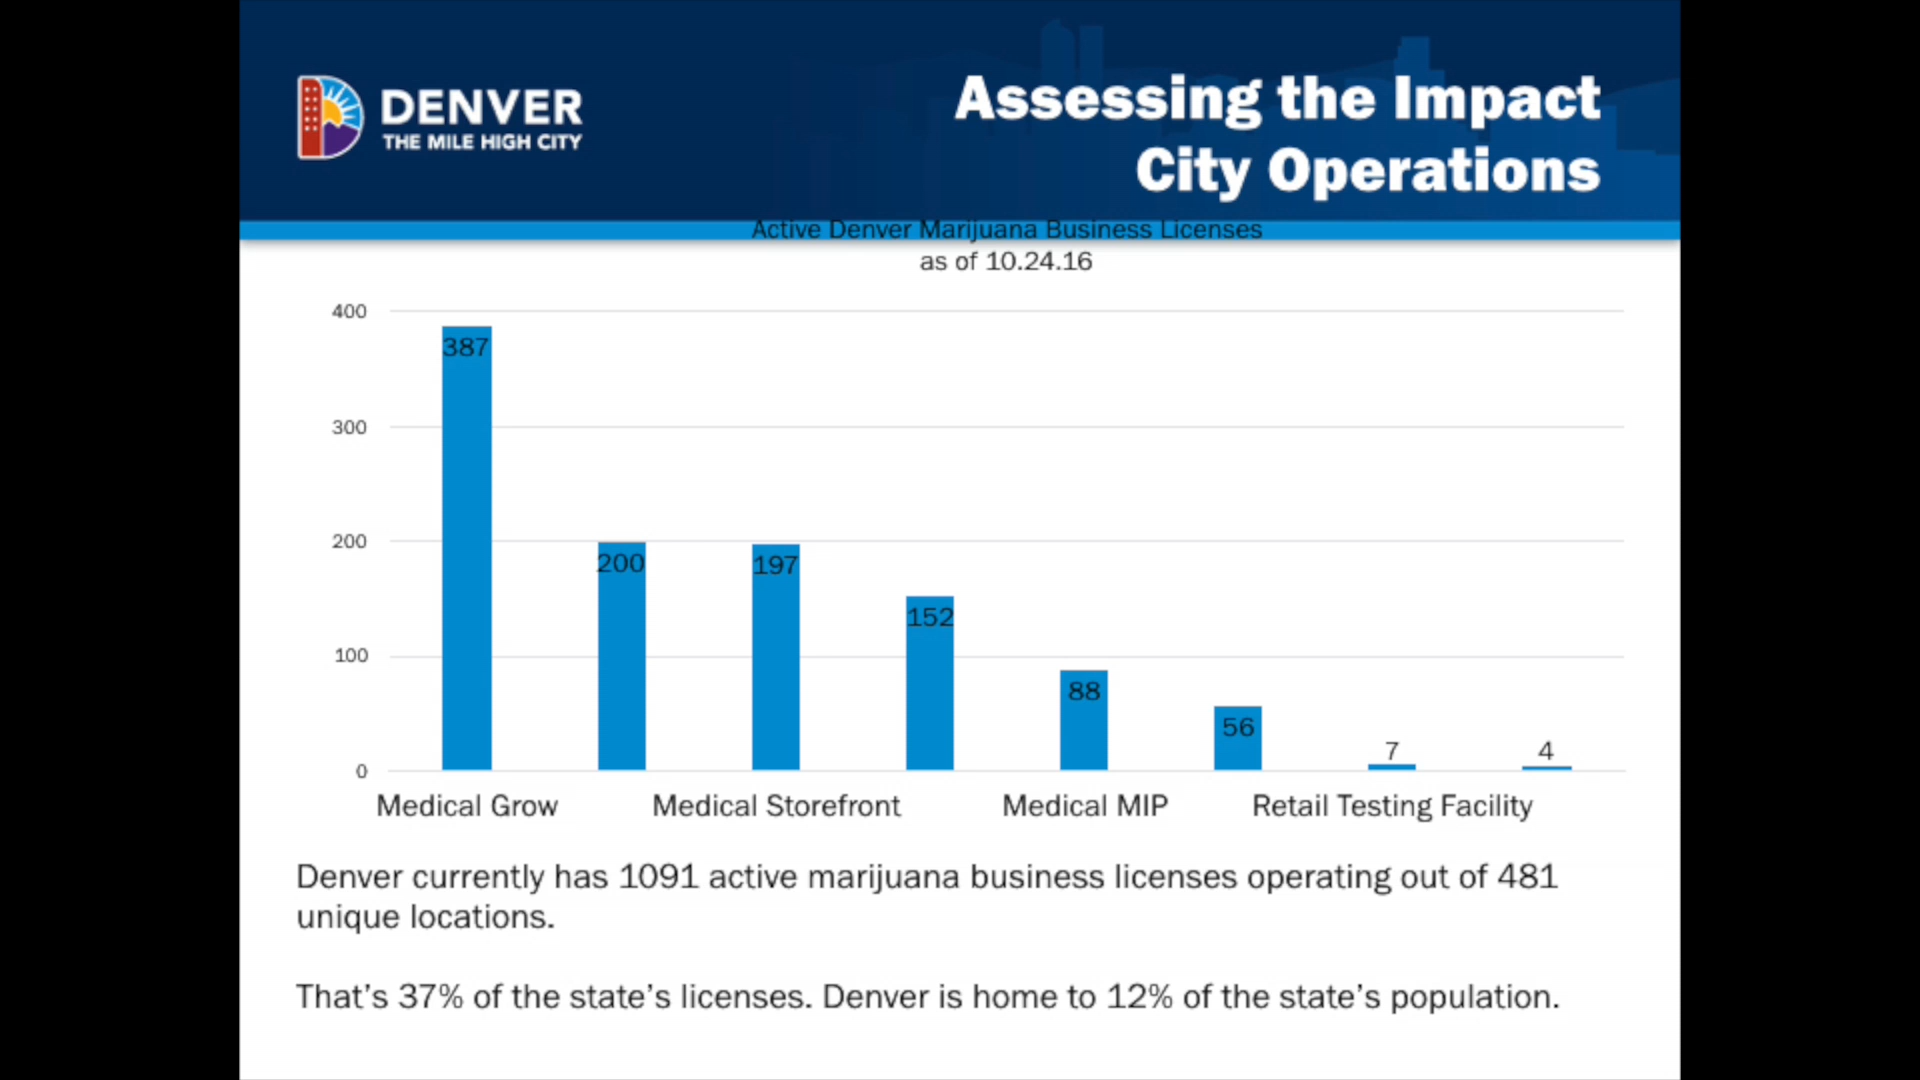 DENVER
THE MILE HIGH CITY
Assessing the Impact
City Operations
Active Denver Marijuana Business Licenses
as of 10.24.16
400
300
200
100
0
387
200
197
152
88
56
7
4
Medical Grow
Medical Storefront
Medical MIP
Retail Testing Facility
Denver currently has 1091 active marijuana business licenses operating out of 481
unique locations.
That’s 37% of the state’s licenses. Denver is home to 12% of the state’s population.